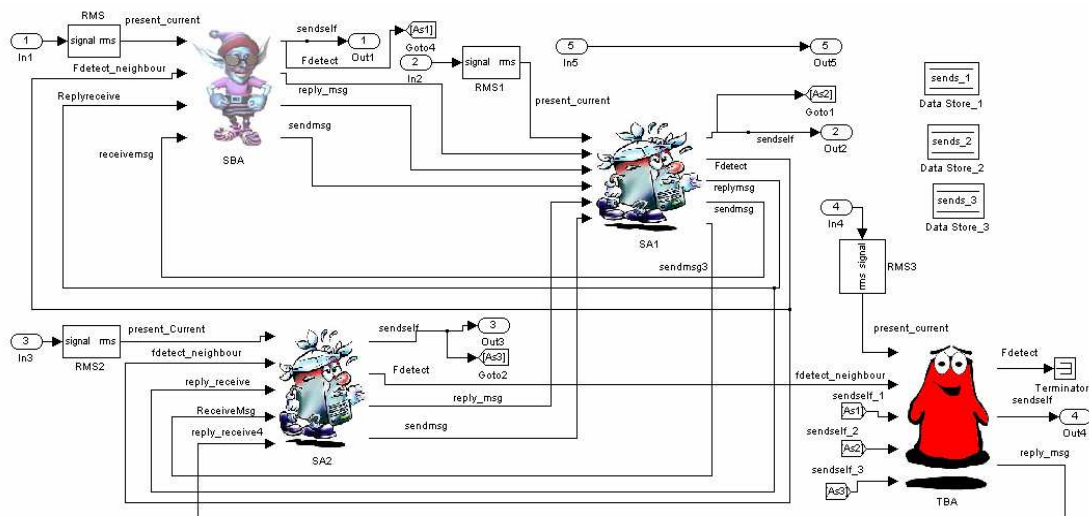 RMS
present_current
1
signal rms
In1
Fdetect_neighbour
Replyreceive
receivemsg
SBA
sendself
1
Out1
Fdetect
[As1]
Goto4
reply_msg
sendmsg
2
In2
signal rms
RMS1
present_current
5
In5
5
Out5
SA1
[As2]
Goto1
sendself
2
Out2
Fdetect
replymsg
sendmsg
sendmsg3
sends_1
Data Store_1
sends_2
Data Store_2
sends_3
Data Store_3
4
In4
rms signal
RMS3
3
In3
signal rms
RMS2
present_Current
fdetect_neighbour
reply_receive
ReceiveMsg
reply_receive4
SA2
sendself
3
Out3
[As3]
Goto2
Fdetect
reply_msg
sendmsg
present_current
fdetect_neighbour
sendself_1
[As1]
sendself_2
[As2]
sendself_3
[As3]
TBA
Fdetect
Terminator
sendself
4
Out4
reply_msg